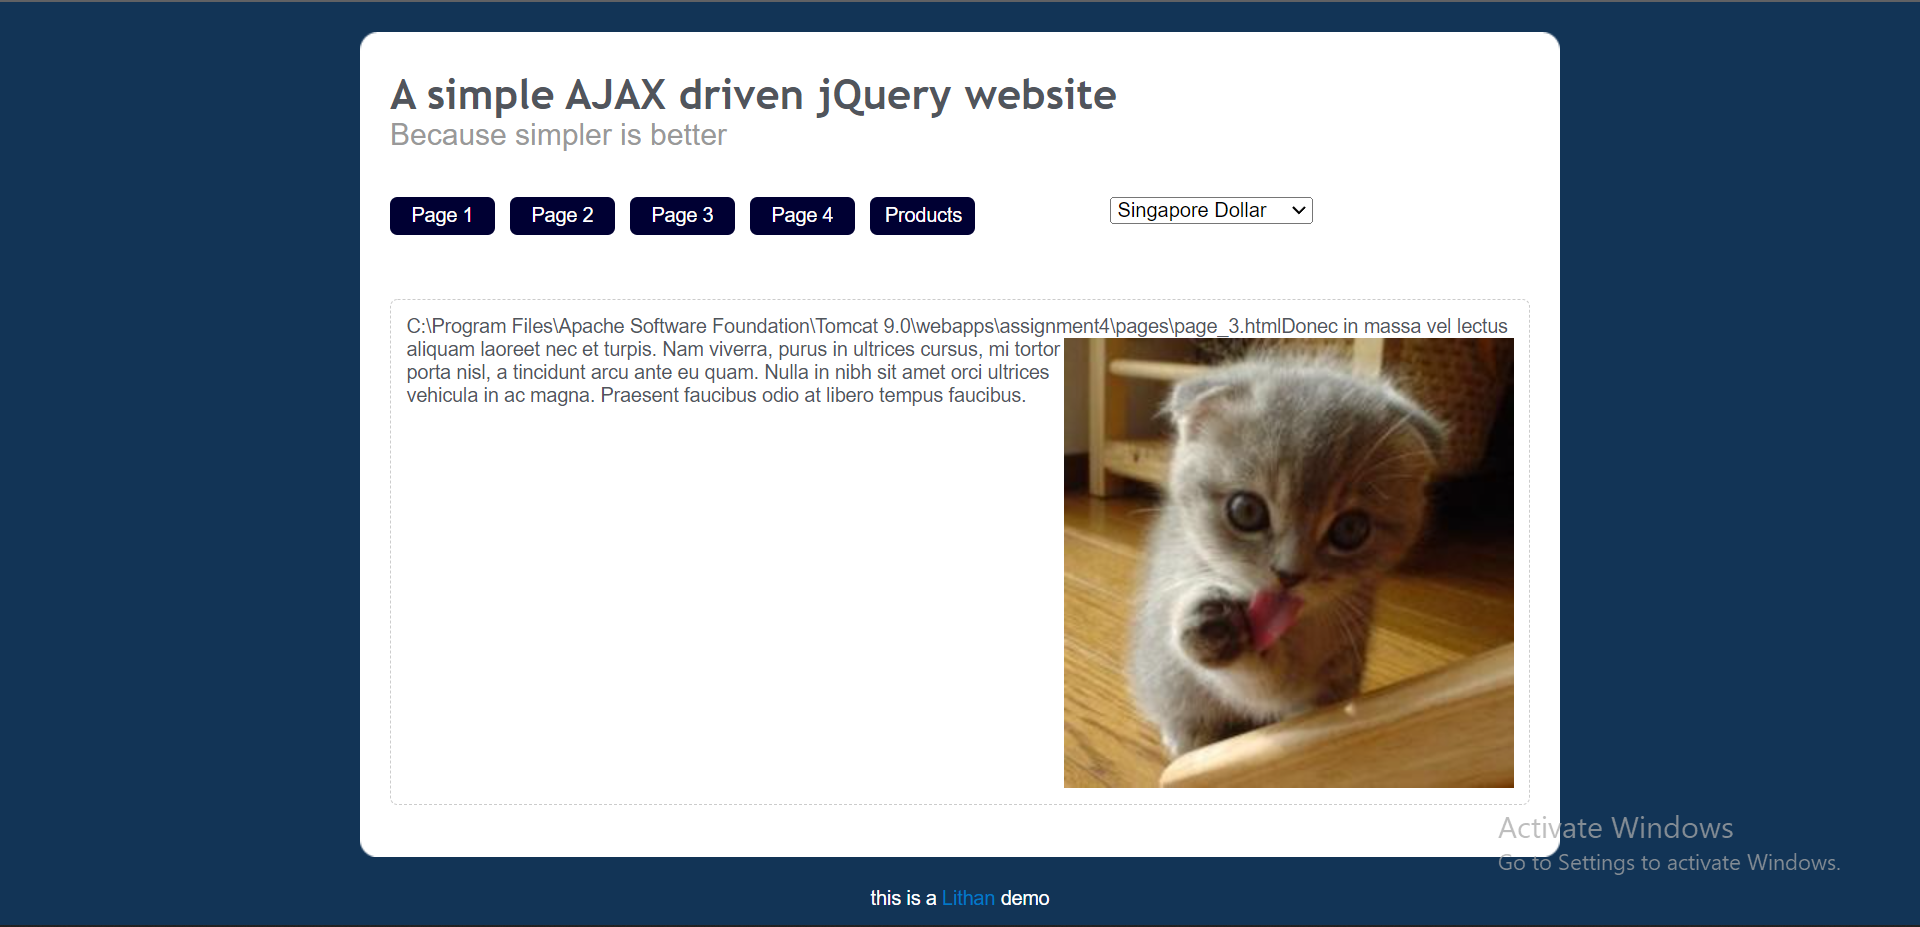 A simple AJAX driven jQuery website
Because simpler is better
Page 1 Page 2 Page 3 Page 4 Products Singapore Dollar
C:\Program Files\Apache Software Foundation\Tomcat 9.0\webapps\assignment4\pages\page_3.htmlDonec in massa vel lectus
aliquam laoreet nec et turpis. Nam viverra, purus in ultrices cursus, mi tortor
porta nisl, a tincidunt arcu ante eu quam. Nulla in nibh sit amet orci ultrices
vehicula in ac magna. Praesent faucibus odio at libero tempus faucibus.
Activate Windows
Go to Settings to activate Windows.
this is a Lithan demo